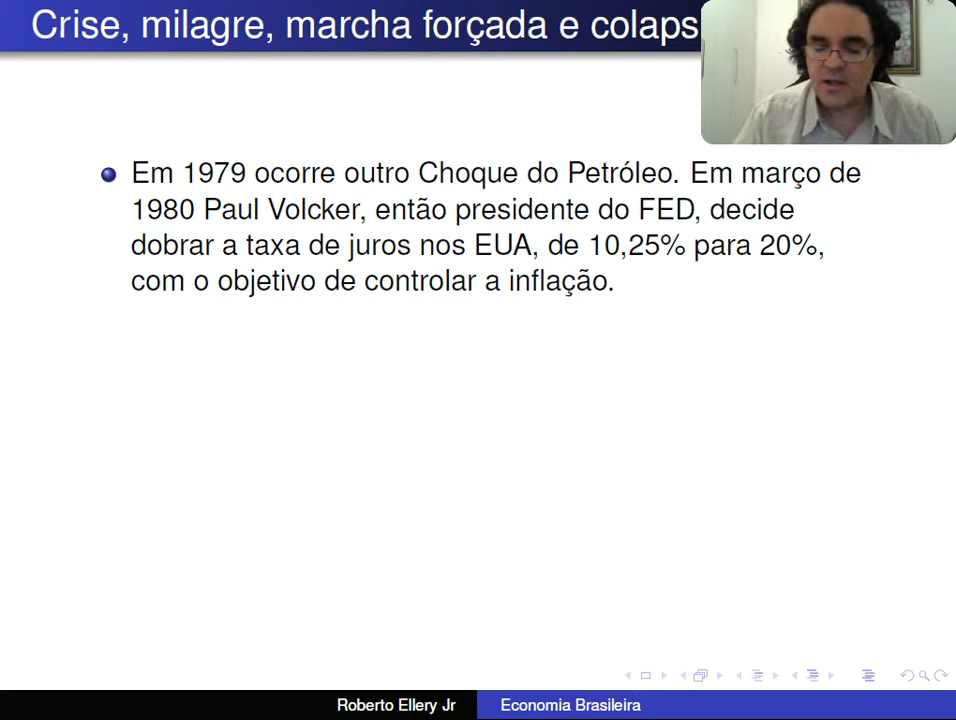 Crise, milagre, marcha forçada e colaps
Em 1979 ocorre outro Choque do Petróleo. Em março de
1980 Paul Volcker, então presidente do FED, decide
dobrar a taxa de juros nos EUA, de 10,25% para 20%,
com o objetivo de controlar a inflação.
Roberto Ellery Jr
Economia Brasileira